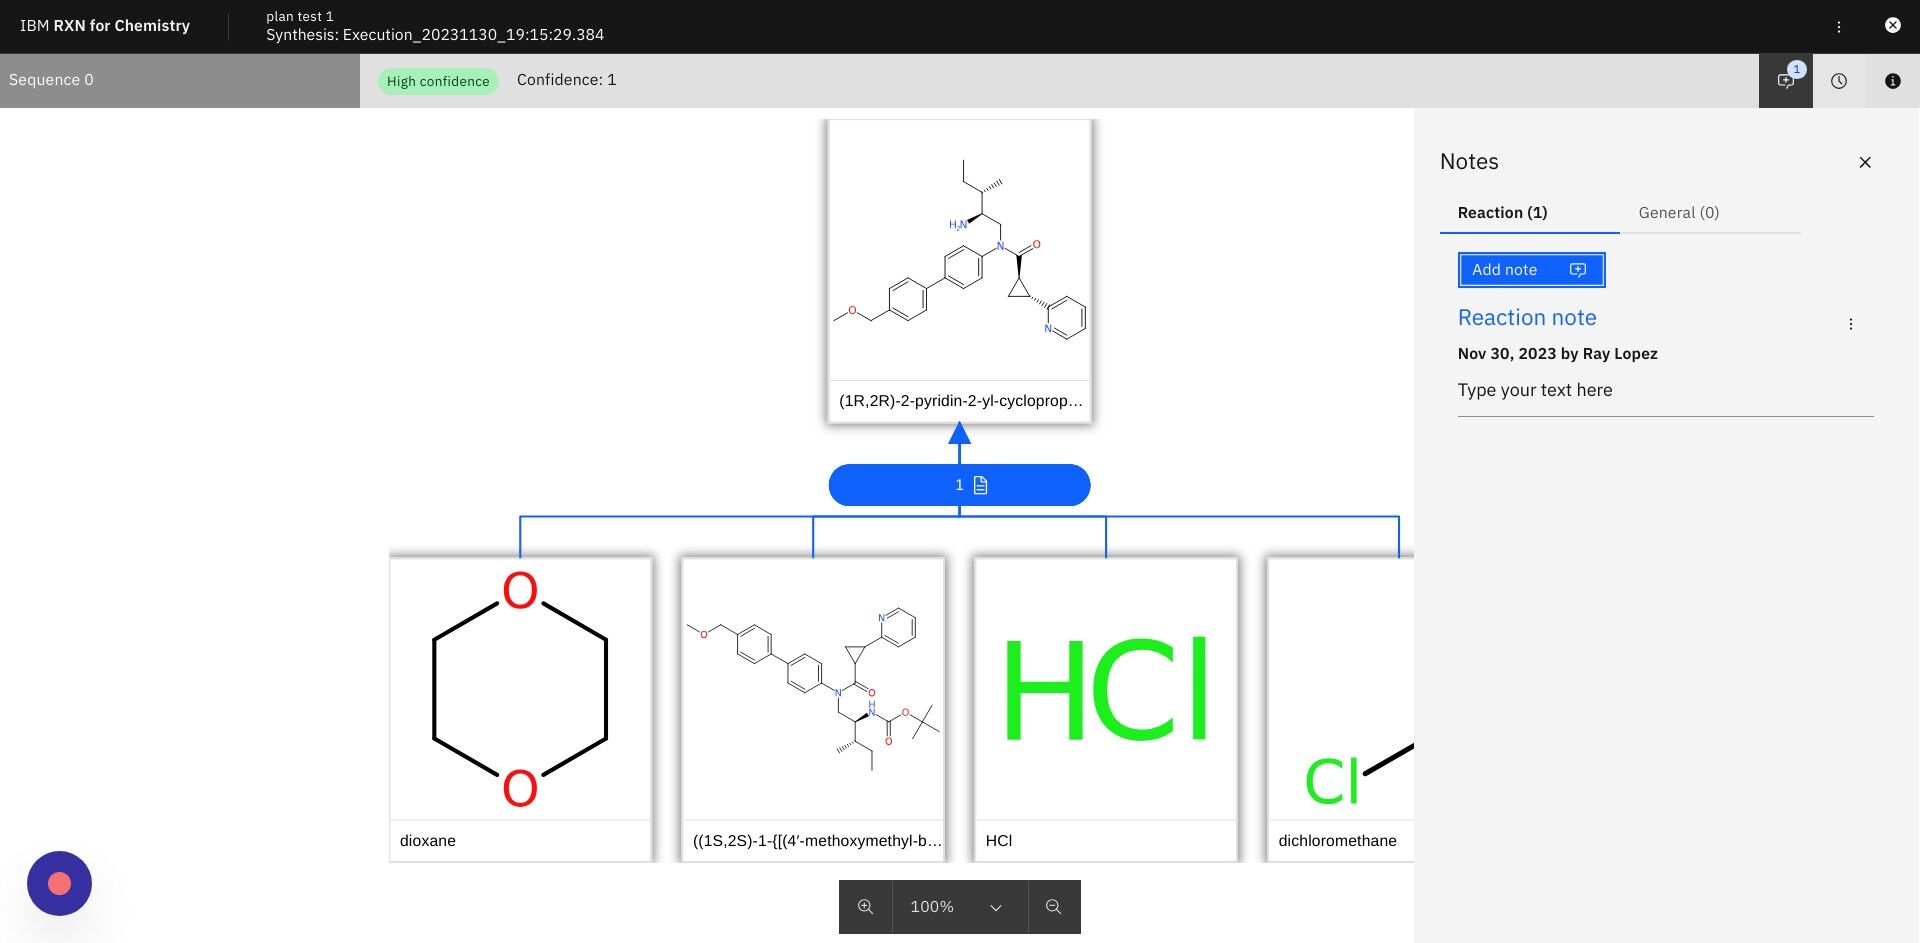 IBM RXN for Chemistry
plan test 1
Synthesis: Execution_20231130_19:15:29.384
Sequence 0
High confidence
Confidence: 1
1
H₂N
N
O
O
N
(1R,2R)-2-pyridin-2-yl-cycloprop...
1
O
O
dioxane
O
N
N
O
H
N
O
O
((1S,2S)-1-{[(4′-methoxymethyl-b...
HCl
HCl
Cl
dichloromethane
100%
Notes
Reaction (1)
General (0)
Add note
Reaction note
Nov 30, 2023 by Ray Lopez
Type your text here